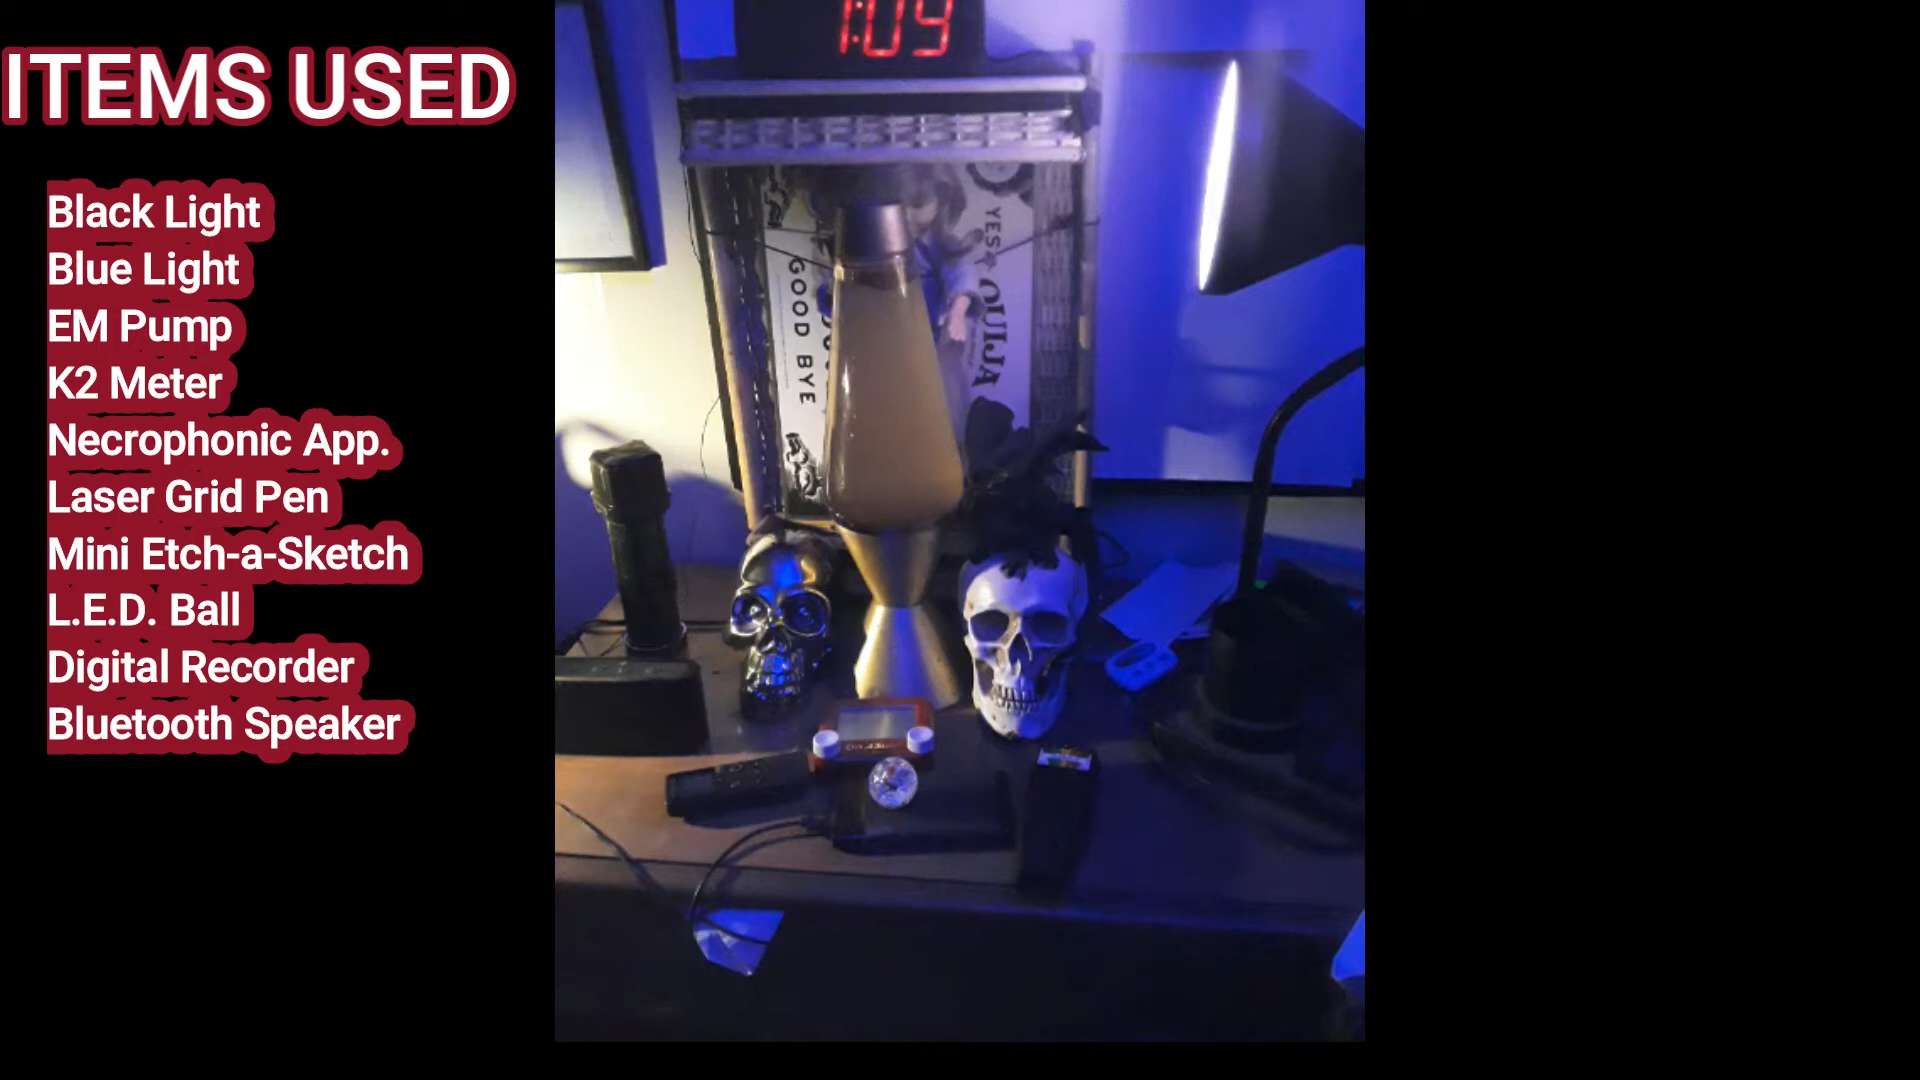 ITEMS USED
Black Light
Blue Light
EM Pump
K2 Meter
Necrophonic App.
Laser Grid Pen
Mini Etch-a-Sketch
L.E.D. Ball
Digital Recorder
Bluetooth Speaker
1:09
YES
OUIJA
GOOD BYE